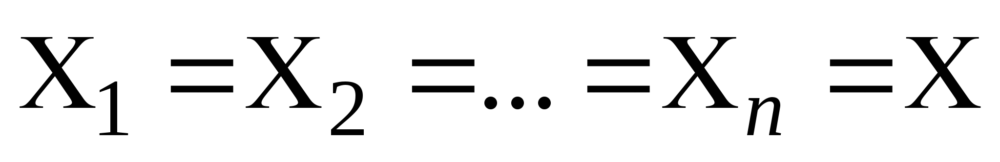 X₁ = X₂ = ... = Xₙ = X